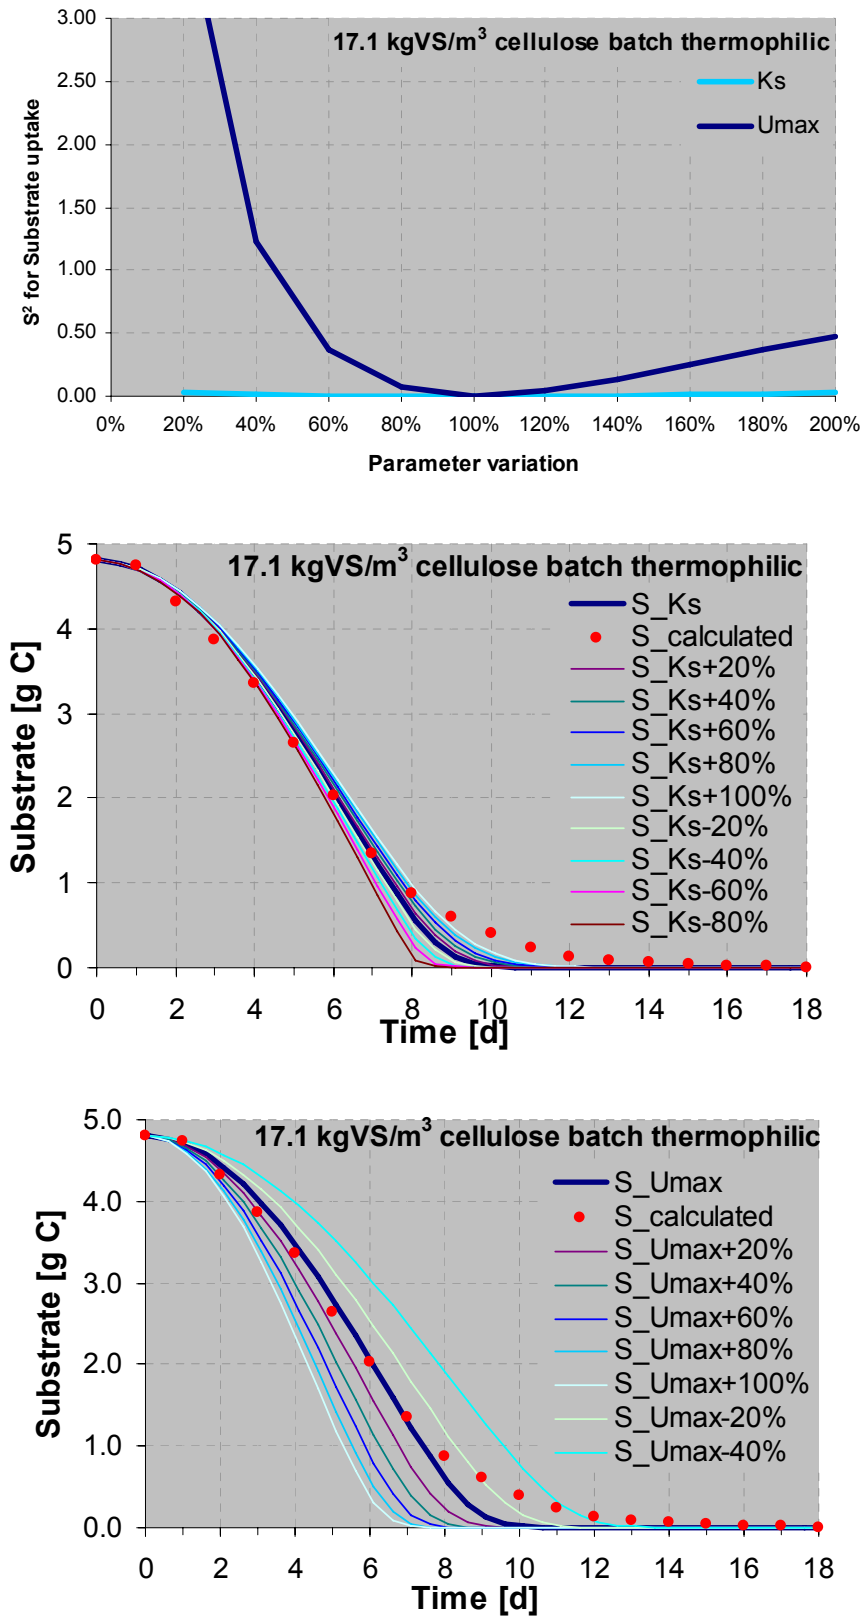 17.1 kgVS/m³ cellulose batch thermophilic
Ks
Umax
S² for Substrate uptake
3.00
2.50
2.00
1.50
1.00
0.50
0.00
0% 20% 40% 60% 80% 100% 120% 140% 160% 180% 200%
Parameter variation
17.1 kgVS/m³ cellulose batch thermophilic
S_Ks
S_calculated
S_Ks+20%
S_Ks+40%
S_Ks+60%
S_Ks+80%
S_Ks+100%
S_Ks-20%
S_Ks-40%
S_Ks-60%
S_Ks-80%
Substrate [g C]
5
4
3
2
1
0
0 2 4 6 8 10 12 14 16 18
Time [d]
17.1 kgVS/m³ cellulose batch thermophilic
S_Umax
S_calculated
S_Umax+20%
S_Umax+40%
S_Umax+60%
S_Umax+80%
S_Umax+100%
S_Umax-20%
S_Umax-40%
Substrate [g C]
5.0
4.0
3.0
2.0
1.0
0.0
0 2 4 6 8 10 12 14 16 18
Time [d]